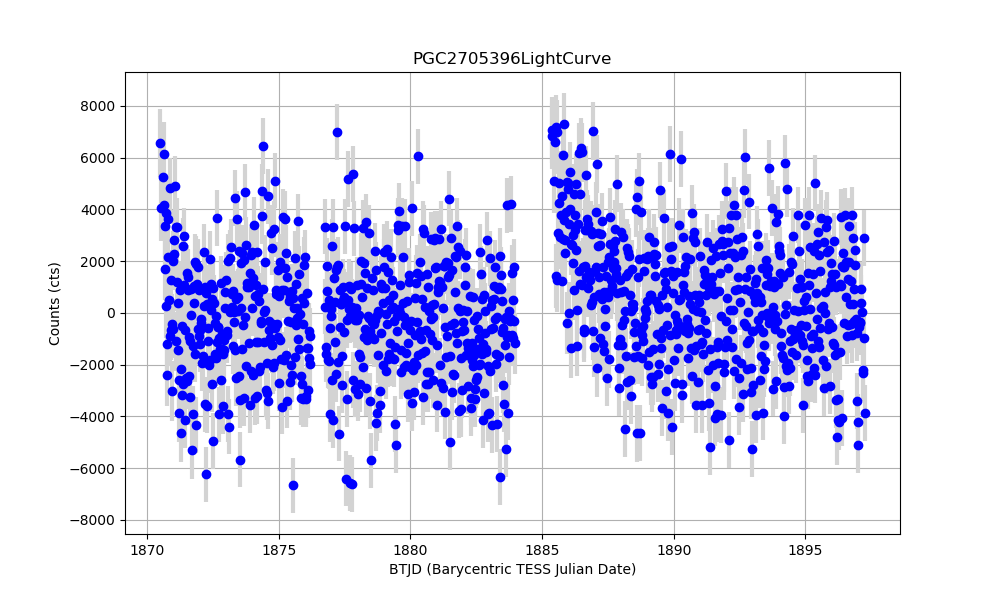 PGC2705396LightCurve
Counts (cts)
8000
6000
4000
2000
0
−2000
−4000
−6000
−8000
1870 1875 1880 1885 1890 1895
BTJD (Barycentric TESS Julian Date)